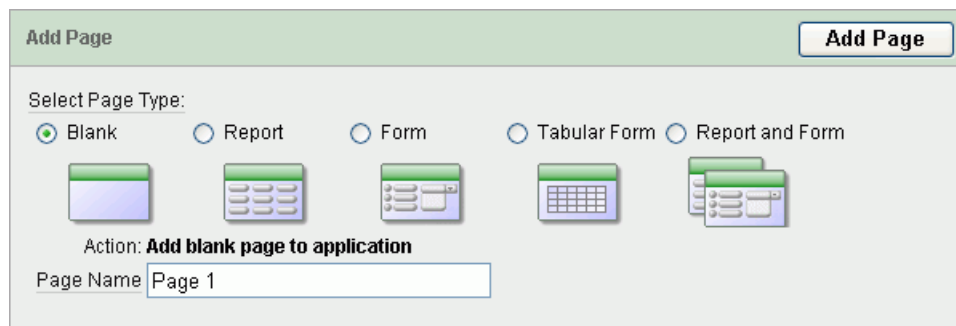 Add Page
Add Page
Select Page Type:
Blank Report Form Tabular Form Report and Form
Action: Add blank page to application
Page Name Page 1